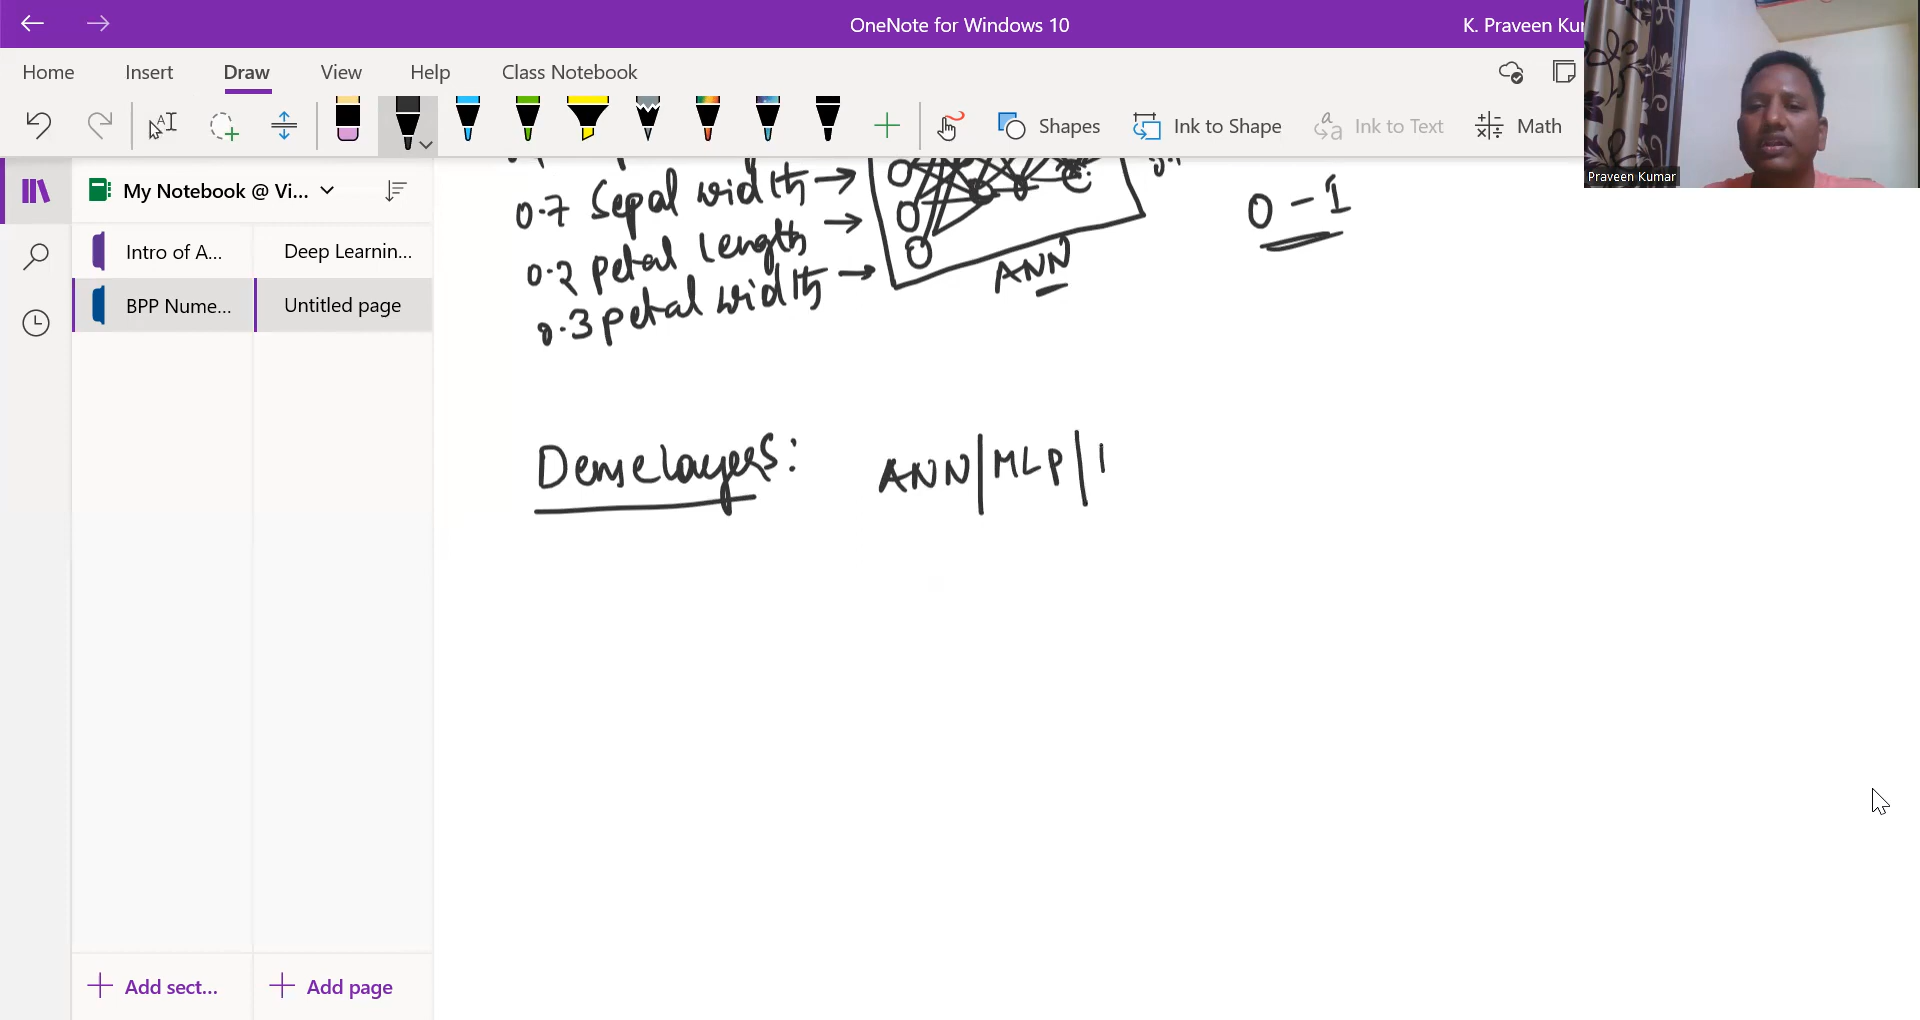 OneNote for Windows 10
K. Praveen Kur
Home Insert Draw View Help Class Notebook
Shapes Ink to Shape Ink to Text Math
Praveen Kumar
My Notebook @ Vi...
Intro of A... Deep Learnin...
BPP Nume... Untitled page
0.7 Sepal width
0.2 petal length
0.3 petal width
ANN
0 - 1
Denselayers: ANN|MLP|
Add sect... Add page